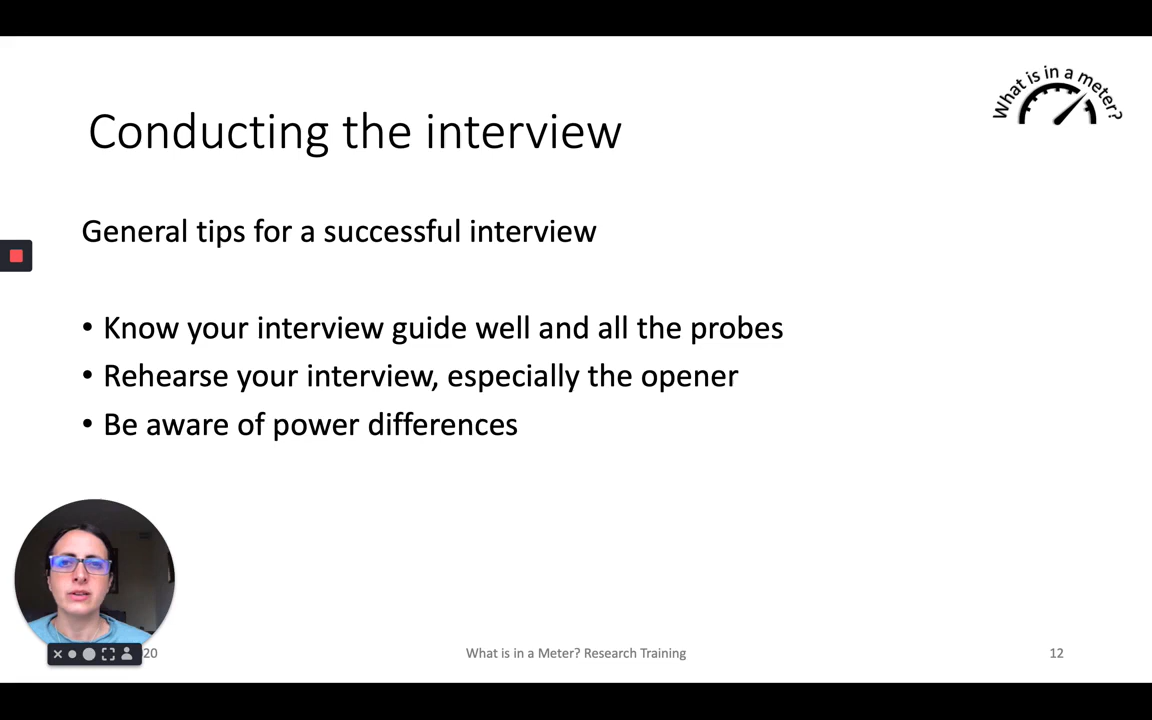 What is in a meter?
Conducting the interview
General tips for a successful interview
• Know your interview guide well and all the probes
• Rehearse your interview, especially the opener
• Be aware of power differences
20
What is in a Meter? Research Training
12